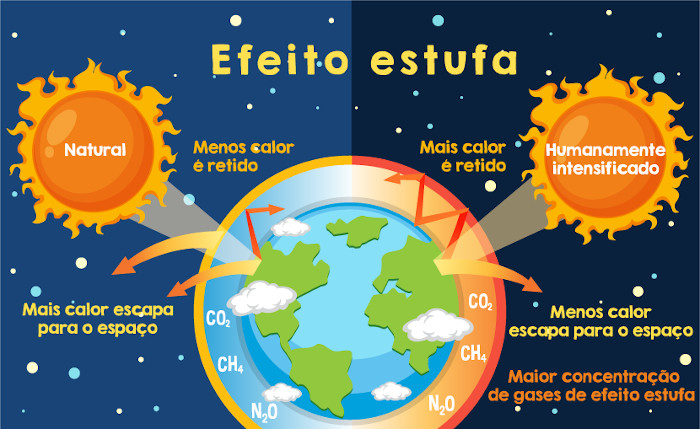 Efeito estufa
Natural
Menos calor
é retido
Mais calor escapa
para o espaço
CO₂
CH₄
N₂O
Humanamente
intensificado
Mais calor
é retido
Menos calor
escapa para o espaço
Maior concentração
de gases de efeito estufa
CO₂
CH₄
N₂O